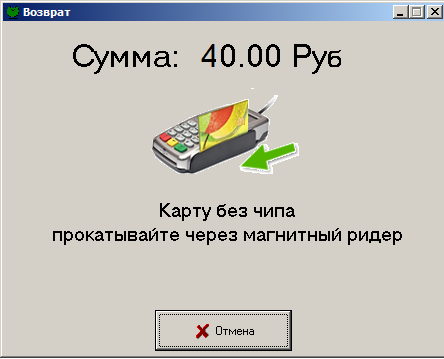 Возврат
Сумма: 40.00 Руб
Карту без чипа
прокатывайте через магнитный ридер
Отмена